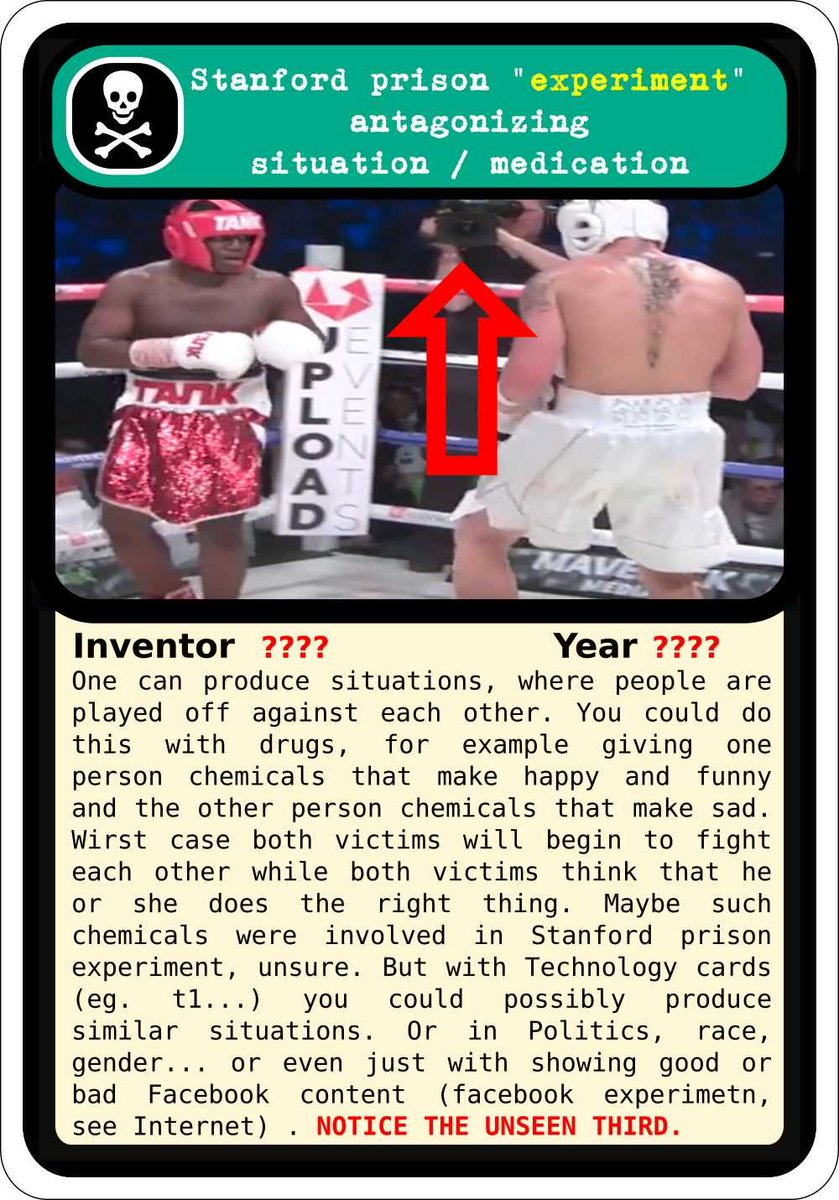 Stanford prison "experiment"
antagonizing
situation / medication
TANK
TANK
TANK
UPLOAD
EVENTS
MAVERICK
MEDIA
Inventor ???? Year ????
One can produce situations, where people are
played off against each other. You could do
this with drugs, for example giving one
person chemicals that make happy and funny
and the other person chemicals that make sad.
Wirst case both victims will begin to fight
each other while both victims think that he
or she does the right thing. Maybe such
chemicals were involved in Stanford prison
experiment, unsure. But with Technology cards
(eg. t1...) you could possibly produce
similar situations. Or in Politics, race,
gender... or even just with showing good or
bad Facebook content (facebook experimetn,
see Internet) . NOTICE THE UNSEEN THIRD.